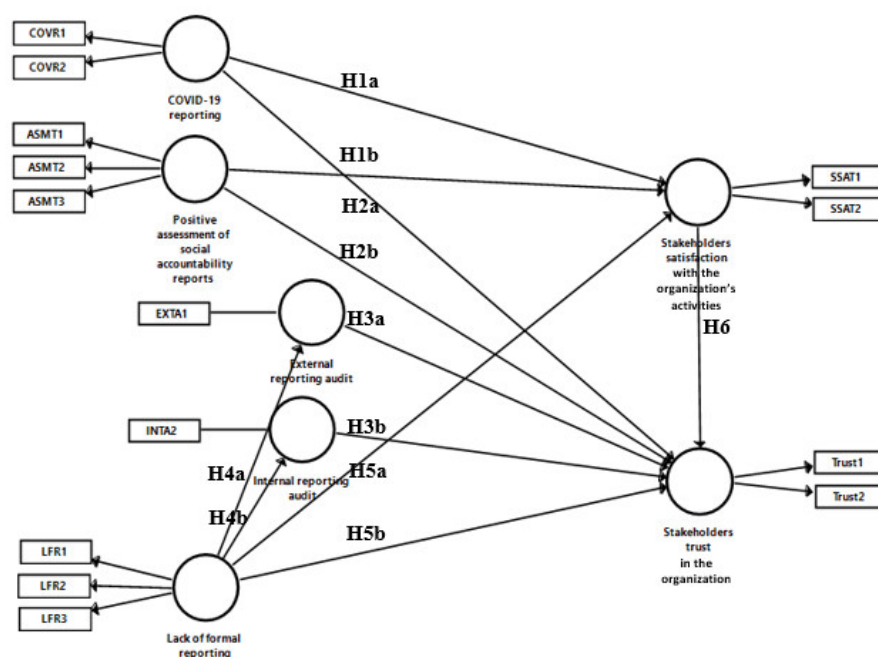 COVR1
COVR2
COVID-19
reporting
H1a
ASMT1
ASMT2
ASMT3
Positive
assessment of
social
accountability
reports
H1b
H2a
H2b
SSAT1
SSAT2
Stakeholders
satisfaction
with the
organization's
activities
EXTA1
H3a
External
reporting audit
H6
INTA2
H3b
Internal reporting
audit
H4a
H4b
H5a
H5b
Trust1
Trust2
Stakeholders
trust
in the
organization
LFR1
LFR2
LFR3
Lack of formal
reporting